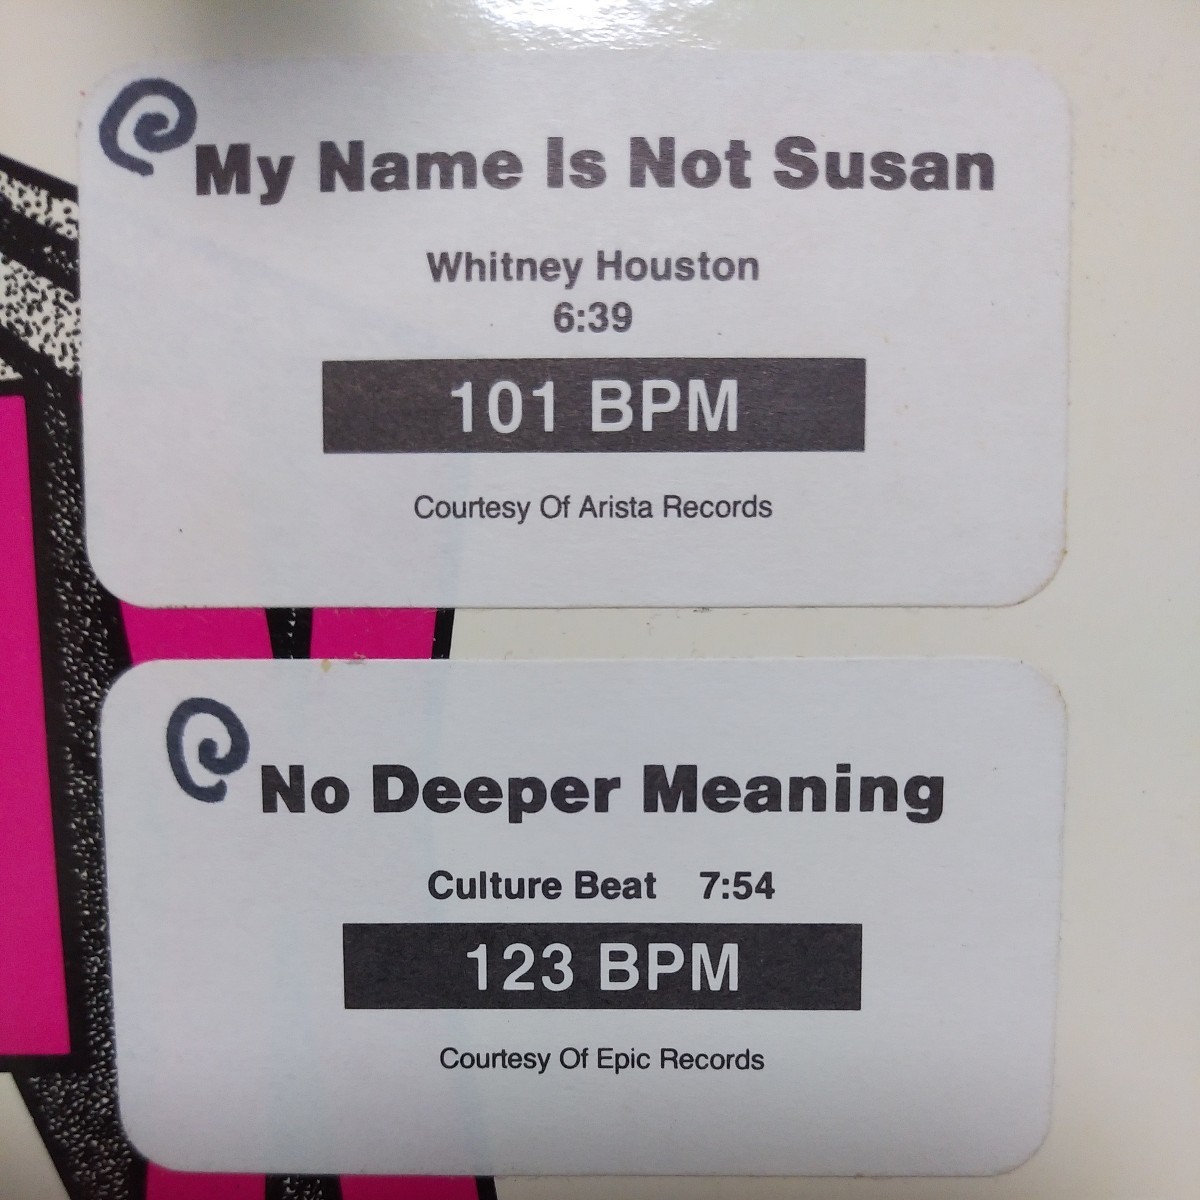 My Name Is Not Susan
Whitney Houston
6:39
101 BPM
Courtesy Of Arista Records
No Deeper Meaning
Culture Beat 7:54
123 BPM
Courtesy Of Epic Records